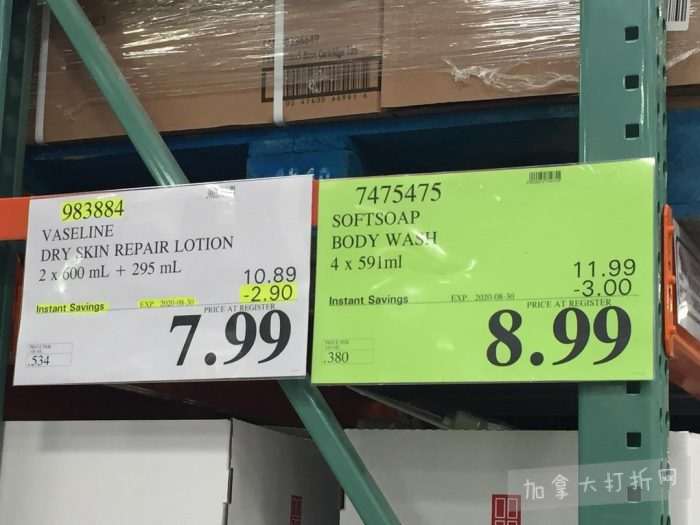 983884
VASELINE
DRY SKIN REPAIR LOTION
2 x 600 mL + 295 mL
10.89
-2.90
Instant Savings EXP. 2020-08-30 PRICE AT REGISTER
7.99
.534
7475475
SOFTSOAP
BODY WASH
4 x 591ml
11.99
-3.00
Instant Savings EXP. 2020-08-30 PRICE AT REGISTER
8.99
.380
加拿大打折网